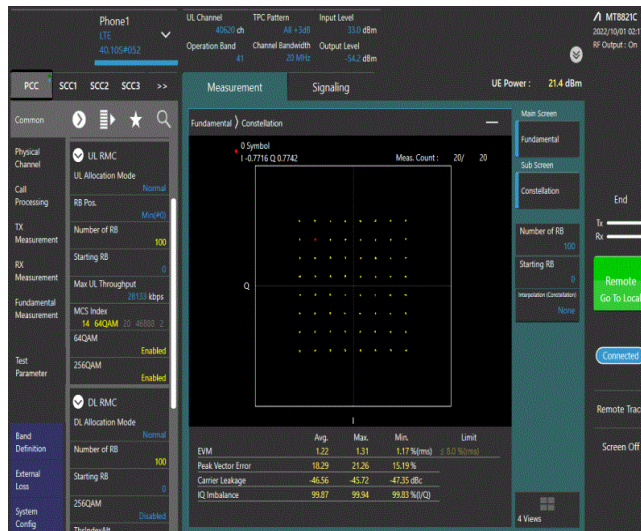 Phone1
LTE
40.105#052
UL Channel
40620 ch
TPC Pattern
All +3dB
Input Level
33.0 dBm
Operation Band
41
Channel Bandwidth
20 MHz
Output Level
-54.2 dBm
MT8821C
2022/10/01 02:1
RF Output : On
PCC SCC1 SCC2 SCC3 >>
Measurement
Signaling
UE Power : 21.4 dBm
Common
Physical
Channel
Call
Processing
TX
Measurement
RX
Measurement
Fundamental
Measurement
Test
Parameter
Band
Definition
External
Loss
System
Config
UL RMC
UL Allocation Mode
Normal
RB Pos.
Min(#0)
Number of RB
100
Starting RB
0
Max UL Throughput
28133 kbps
MCS Index
14 64QAM 20 46888 2
64QAM
Enabled
256QAM
Enabled
DL RMC
DL Allocation Mode
Normal
Number of RB
100
Starting RB
0
256QAM
Disabled
Fundamental 〉 Constellation
0 Symbol
I -0.7716 Q 0.7742
Meas. Count : 20/ 20
Q
I
Avg. Max. Min. Limit
EVM 1.22 1.31 1.17 %(rms) ≤ 8.0 %(rms)
Peak Vector Error 18.29 21.26 15.19 %
Carrier Leakage -46.56 -45.72 -47.35 dBc
IQ Imbalance 99.87 99.94 99.83 %(I/Q)
Main Screen
Fundamental
Sub Screen
Constellation
Number of RB
100
Starting RB
0
Interpolation (Constellation)
None
4 Views
End
Tx
Rx
Remote
Go To Local
Connected
Remote Trac
Screen Off